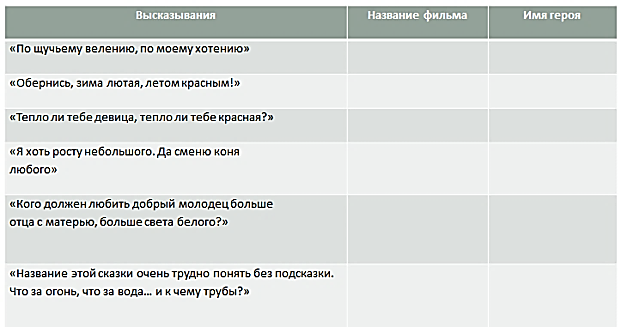 Высказывания Название фильма Имя героя
«По щучьему велению, по моему хотению»
«Обернись, зима лютая, летом красным!»
«Тепло ли тебе девица, тепло ли тебе красная?»
«Я хоть росту небольшого. Да сменю коня
любого»
«Кого должен любить добрый молодец больше
отца с матерью, больше света белого?»
«Название этой сказки очень трудно понять без подсказки.
Что за огонь, что за вода... и к чему трубы?»